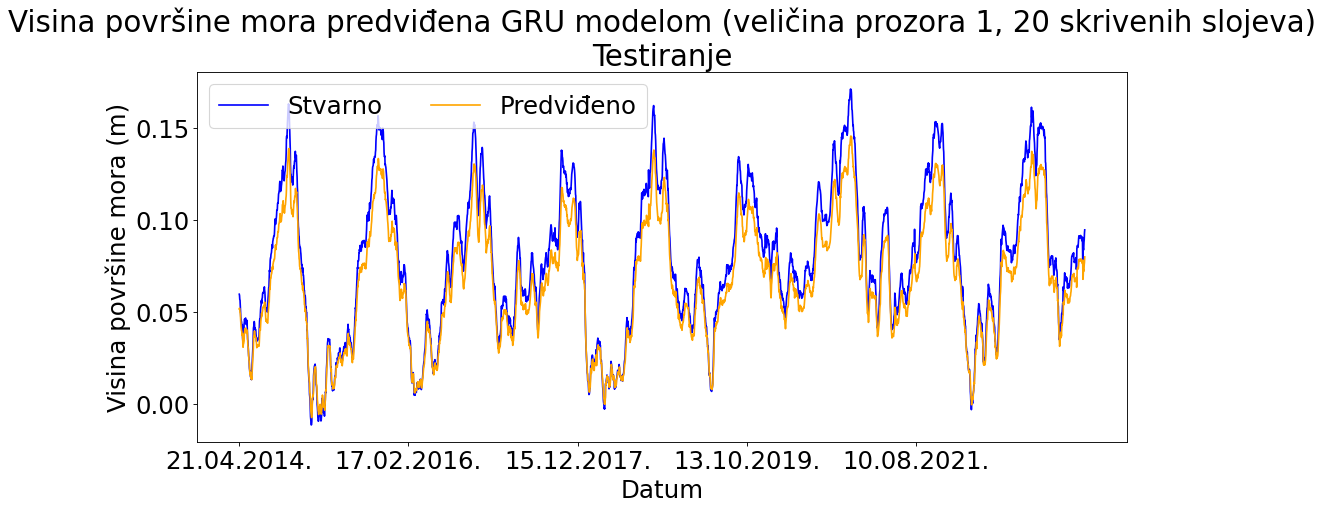 Visina površine mora predviđena GRU modelom (veličina prozora 1, 20 skrivenih slojeva)
Testiranje
Stvarno Predviđeno
Visina površine mora (m)
0.15
0.10
0.05
0.00
21.04.2014. 17.02.2016. 15.12.2017. 13.10.2019. 10.08.2021.
Datum